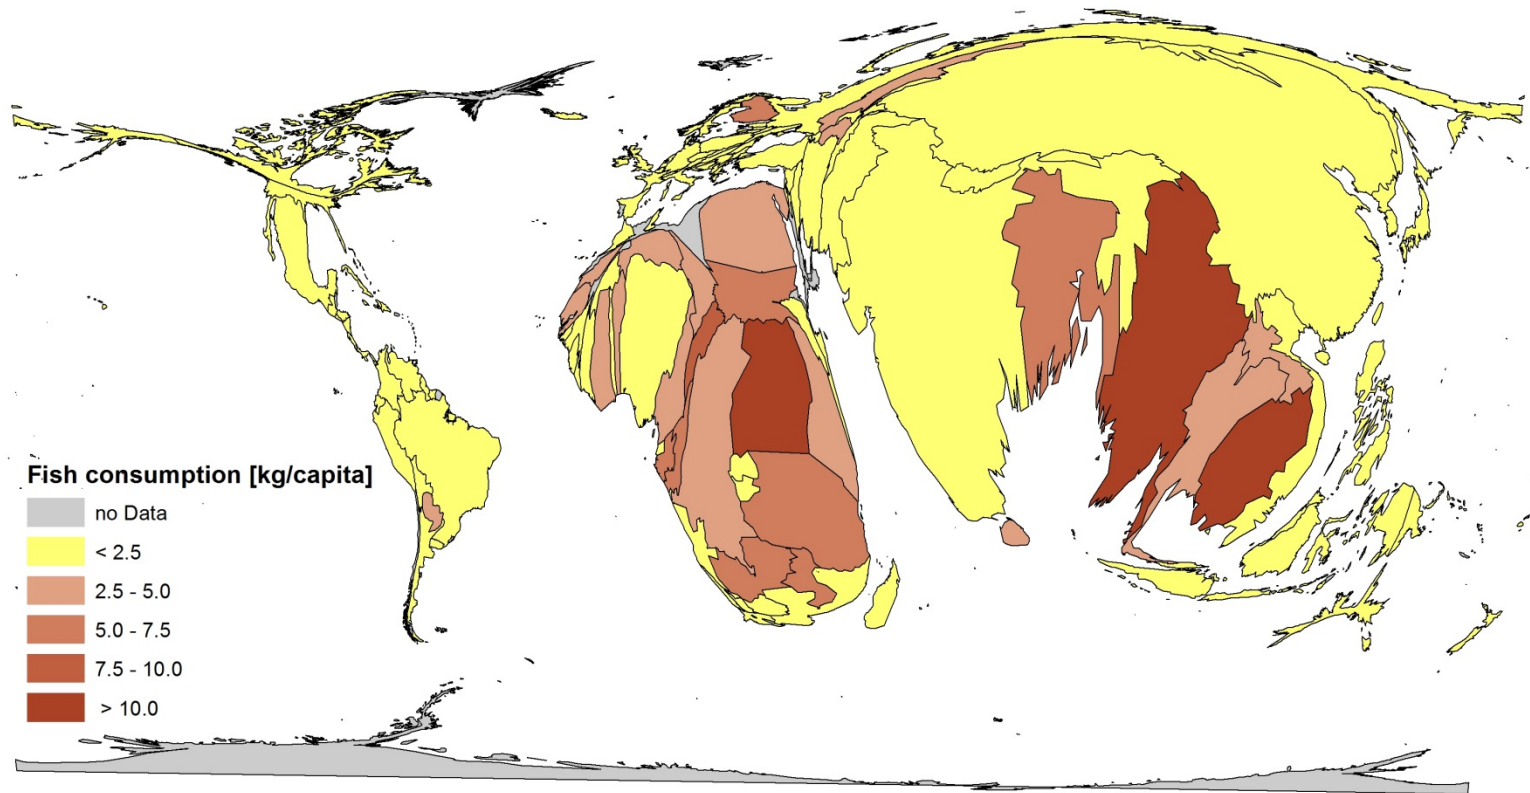 Fish consumption [kg/capita]
no Data
< 2.5
2.5 - 5.0
5.0 - 7.5
7.5 - 10.0
> 10.0